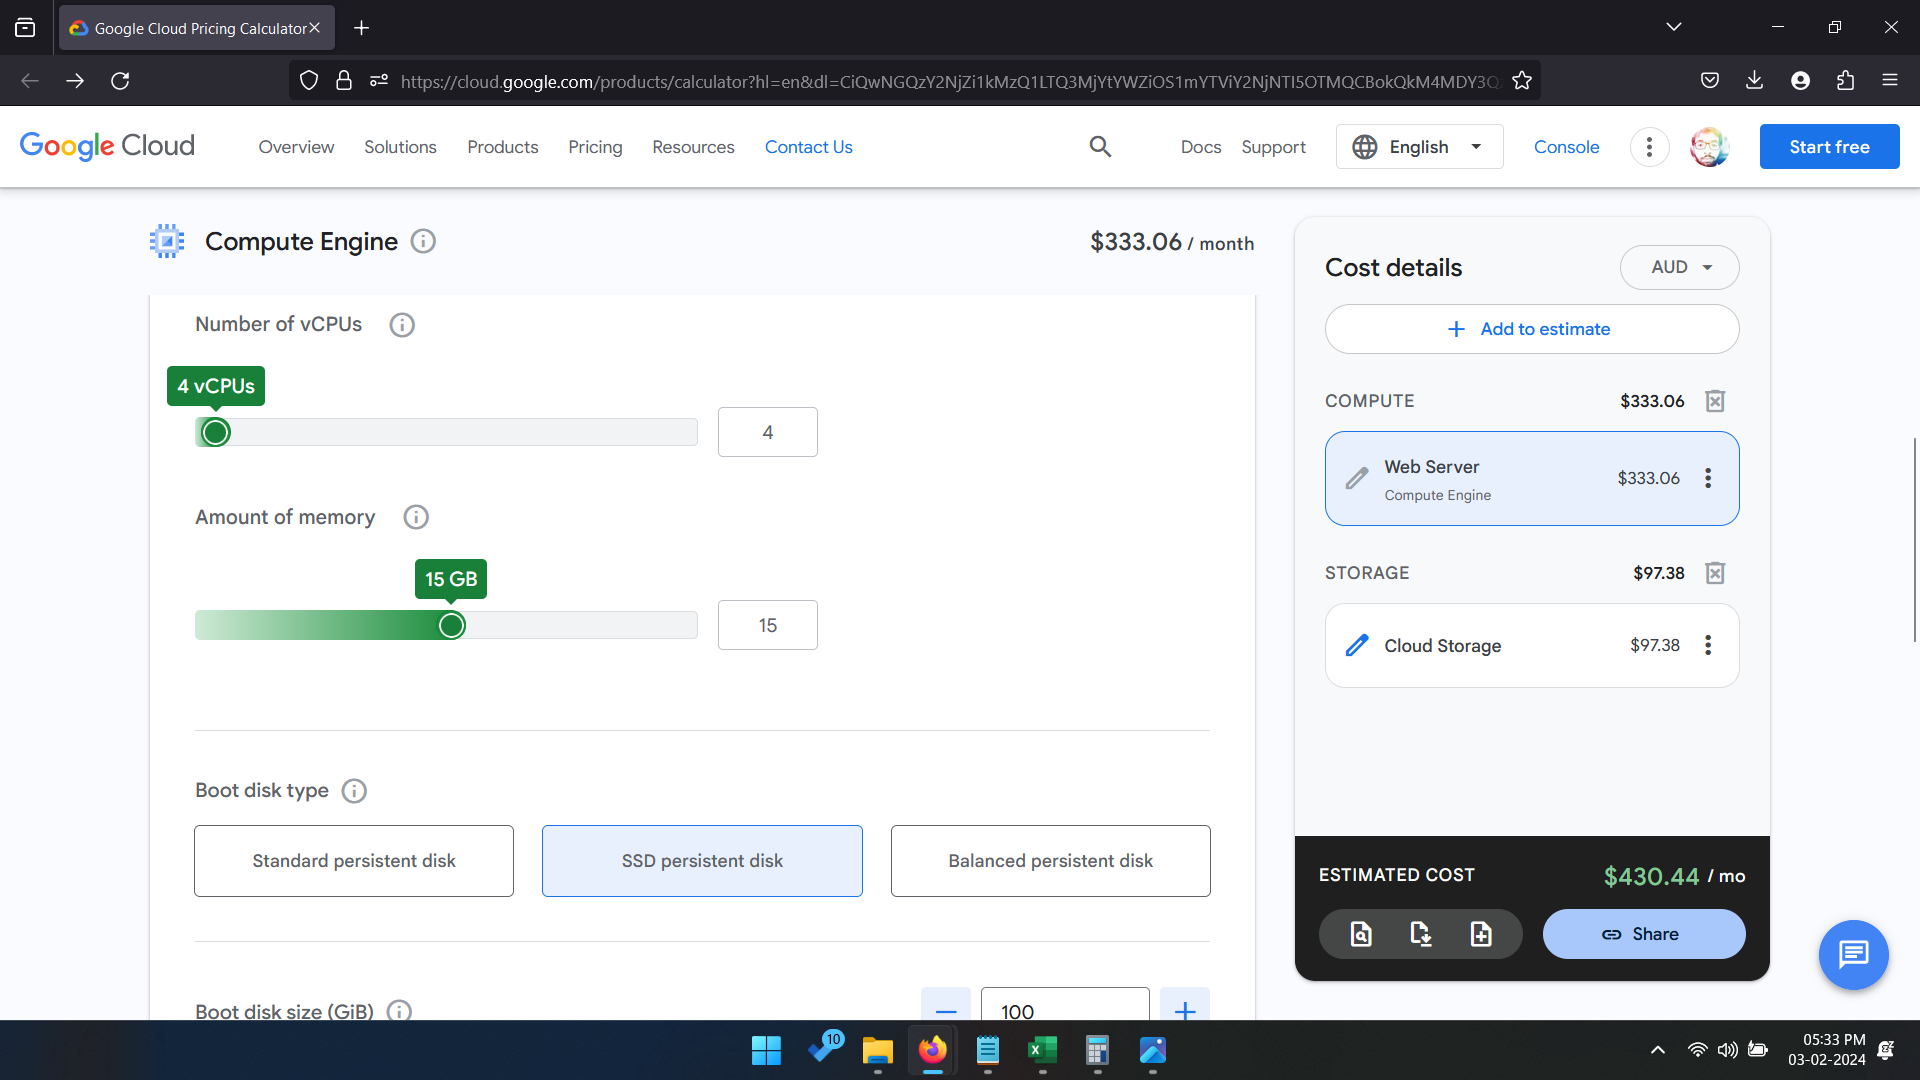 Google Cloud Pricing Calculator
https://cloud.google.com/products/calculator?hl=en&dl=CiQwNGQzY2NjZi1kMzQ1LTQ3MjYtYWZiOS1mYTViY2NjNTI5OTMQCBokQkM4MDY3Q
Google Cloud
Overview
Solutions
Products
Pricing
Resources
Contact Us
Docs
Support
English
Console
Start free
Compute Engine
$333.06 / month
Number of vCPUs
4 vCPUs
4
Amount of memory
15 GB
15
Boot disk type
Standard persistent disk
SSD persistent disk
Balanced persistent disk
Boot disk size (GiB)
100
Cost details
AUD
Add to estimate
COMPUTE
$333.06
Web Server
Compute Engine
$333.06
STORAGE
$97.38
Cloud Storage
$97.38
ESTIMATED COST
$430.44 / mo
Share
10
05:33 PM
03-02-2024